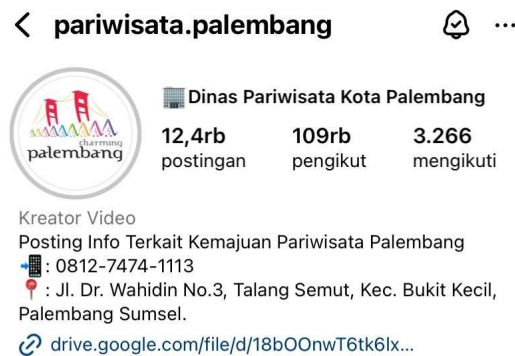 pariwisata.palembang
Dinas Pariwisata Kota Palembang
12,4rb 109rb 3.266
postingan pengikut mengikuti
charming
palembang
Kreator Video
Posting Info Terkait Kemajuan Pariwisata Palembang
: 0812-7474-1113
: Jl. Dr. Wahidin No.3, Talang Semut, Kec. Bukit Kecil,
Palembang Sumsel.
drive.google.com/file/d/18bOOnwT6tk6lx...